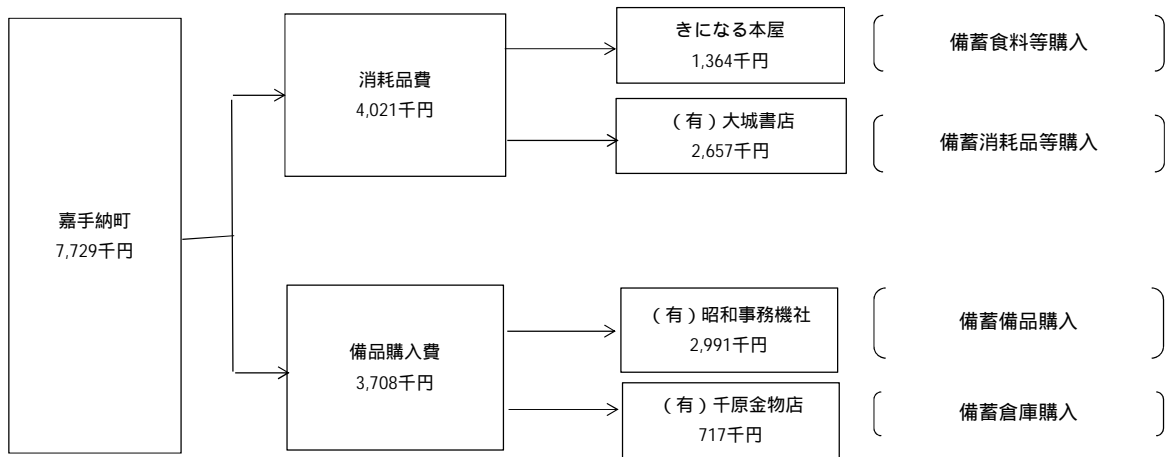 嘉手納町
7,729千円
消耗品費
4,021千円
きになる本屋
1,364千円
備蓄食料等購入
(有)大城書店
2,657千円
備蓄消耗品等購入
備品購入費
3,708千円
(有)昭和事務機社
2,991千円
備蓄備品購入
(有)千原金物店
717千円
備蓄倉庫購入